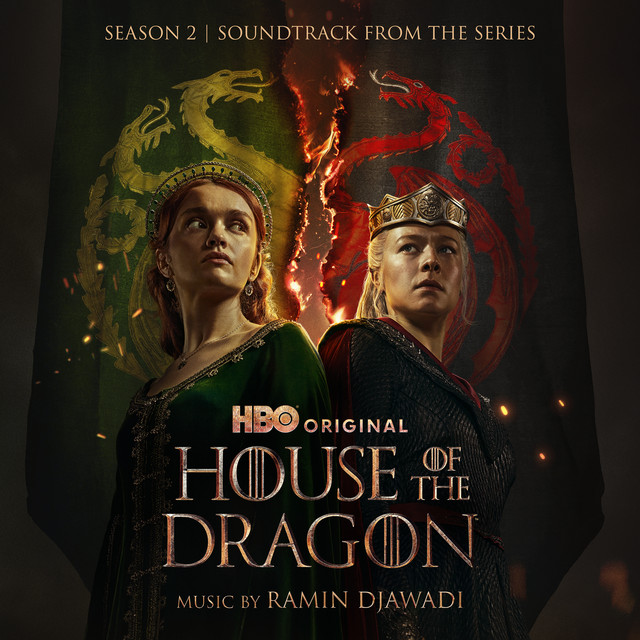 SEASON 2 | SOUNDTRACK FROM THE SERIES
HBO ORIGINAL
HOUSE OF THE
DRAGON
MUSIC BY RAMIN DJAWADI